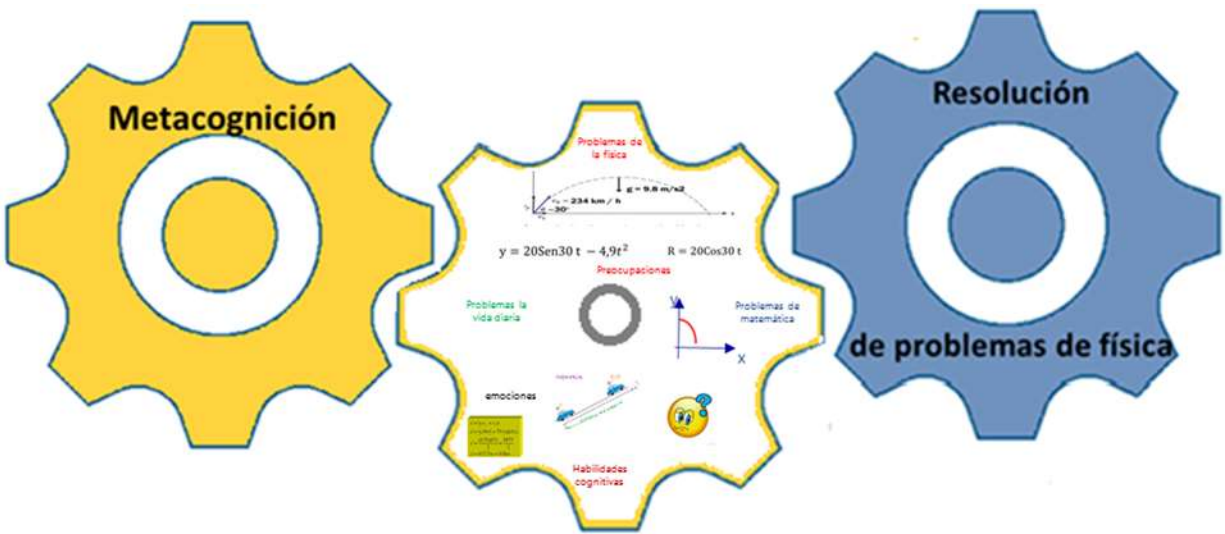 Metacognición
Resolución
de problemas de física
Problemas de
la física
g = 9.8 m/s2
= 234 km / h
30°
y = 20Sen30 t − 4,9t²
R = 20Cos30 t
Preocupaciones
Problemas la
vida diaria
Problemas de
matemática
y
X
emociones
Habilidades
cognitivas